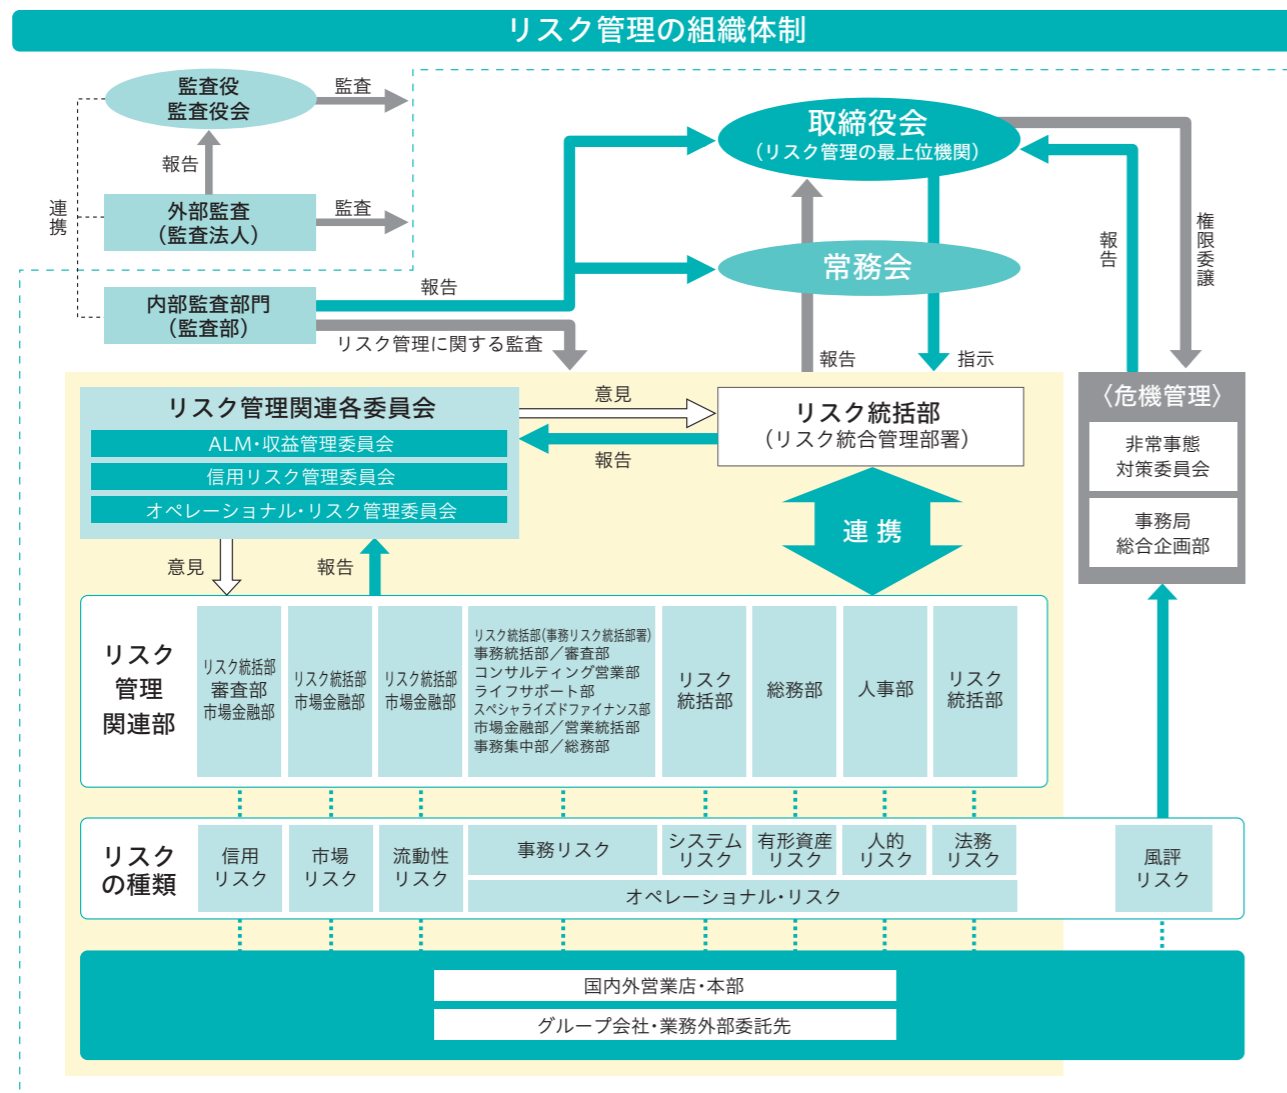 リスク管理の組織体制
監査役
監査役会
監査
報告
外部監査
（監査法人）
監査
連携
内部監査部門
（監査部）
報告
リスク管理に関する監査
取締役会
（リスク管理の最上位機関）
常務会
報告
指示
報告
権限委譲
リスク管理関連各委員会
ALM・収益管理委員会
信用リスク管理委員会
オペレーショナル・リスク管理委員会
意見
報告
リスク統括部
（リスク統合管理部署）
連携
〈危機管理〉
非常事態
対策委員会
事務局
総合企画部
意見
報告
リスク
管理
関連部
リスク統括部
審査部
市場金融部
リスク統括部
市場金融部
リスク統括部
市場金融部
リスク統括部（事務リスク統括部署）
事務統括部／審査部
コンサルティング営業部
ライフサポート部
スペシャライズドファイナンス部
市場金融部／営業統括部
事務集中部／総務部
リスク
統括部
総務部
人事部
リスク
統括部
リスク
の種類
信用
リスク
市場
リスク
流動性
リスク
事務リスク
システム
リスク
有形資産
リスク
人的
リスク
法務
リスク
オペレーショナル・リスク
風評
リスク
国内外営業店・本部
グループ会社・業務外部委託先